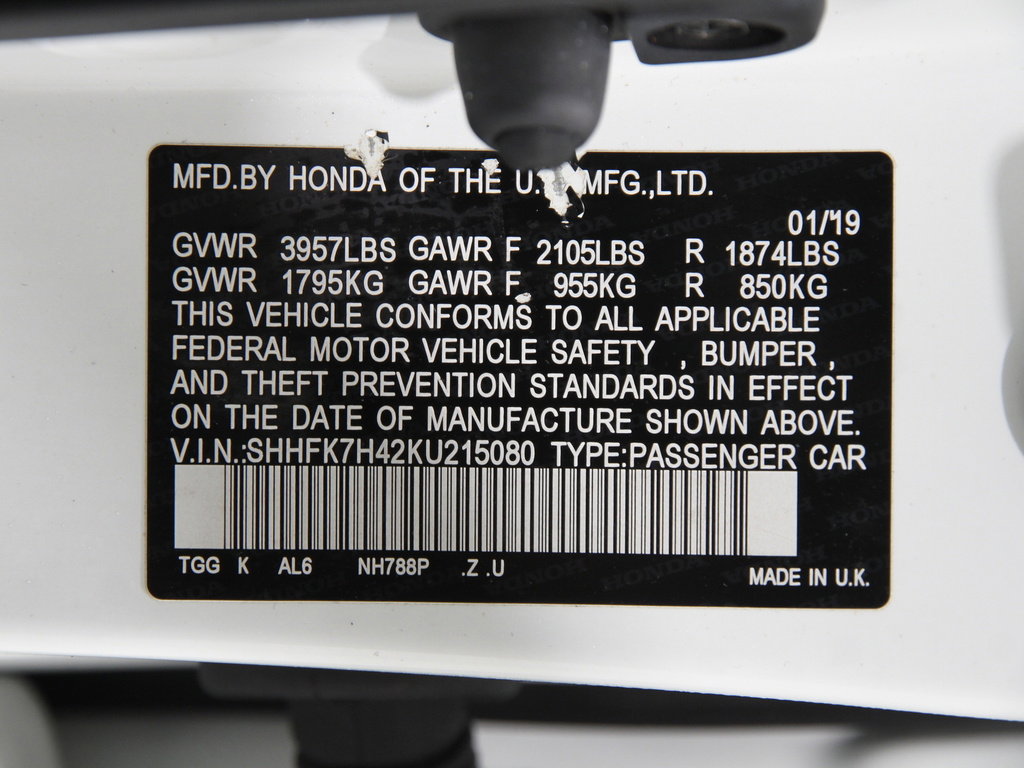 MFD.BY HONDA OF THE U. MFG.,LTD.
01/'19
GVWR 3957LBS GAWR F 2105LBS R 1874LBS
GVWR 1795KG GAWR F 955KG R 850KG
THIS VEHICLE CONFORMS TO ALL APPLICABLE
FEDERAL MOTOR VEHICLE SAFETY , BUMPER ,
AND THEFT PREVENTION STANDARDS IN EFFECT
ON THE DATE OF MANUFACTURE SHOWN ABOVE.
V.I.N.:SHHFK7H42KU215080 TYPE:PASSENGER CAR
TGG K AL6 NH788P .Z .U
MADE IN U.K.